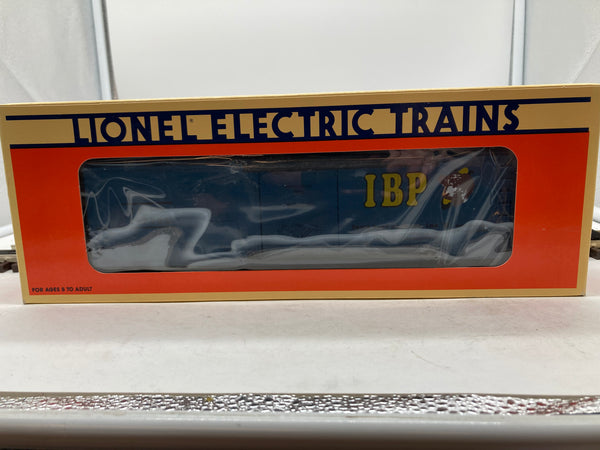 LIONEL ELECTRIC TRAINS
IBP
FOR AGES 8 TO ADULT